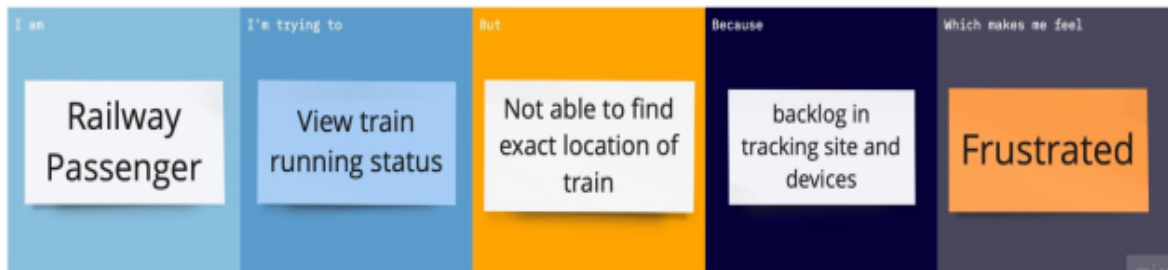 I am
Railway
Passenger
I'm trying to
View train
running status
But
Not able to find
exact location of
train
Because
backlog in
tracking site and
devices
Which makes me feel
Frustrated